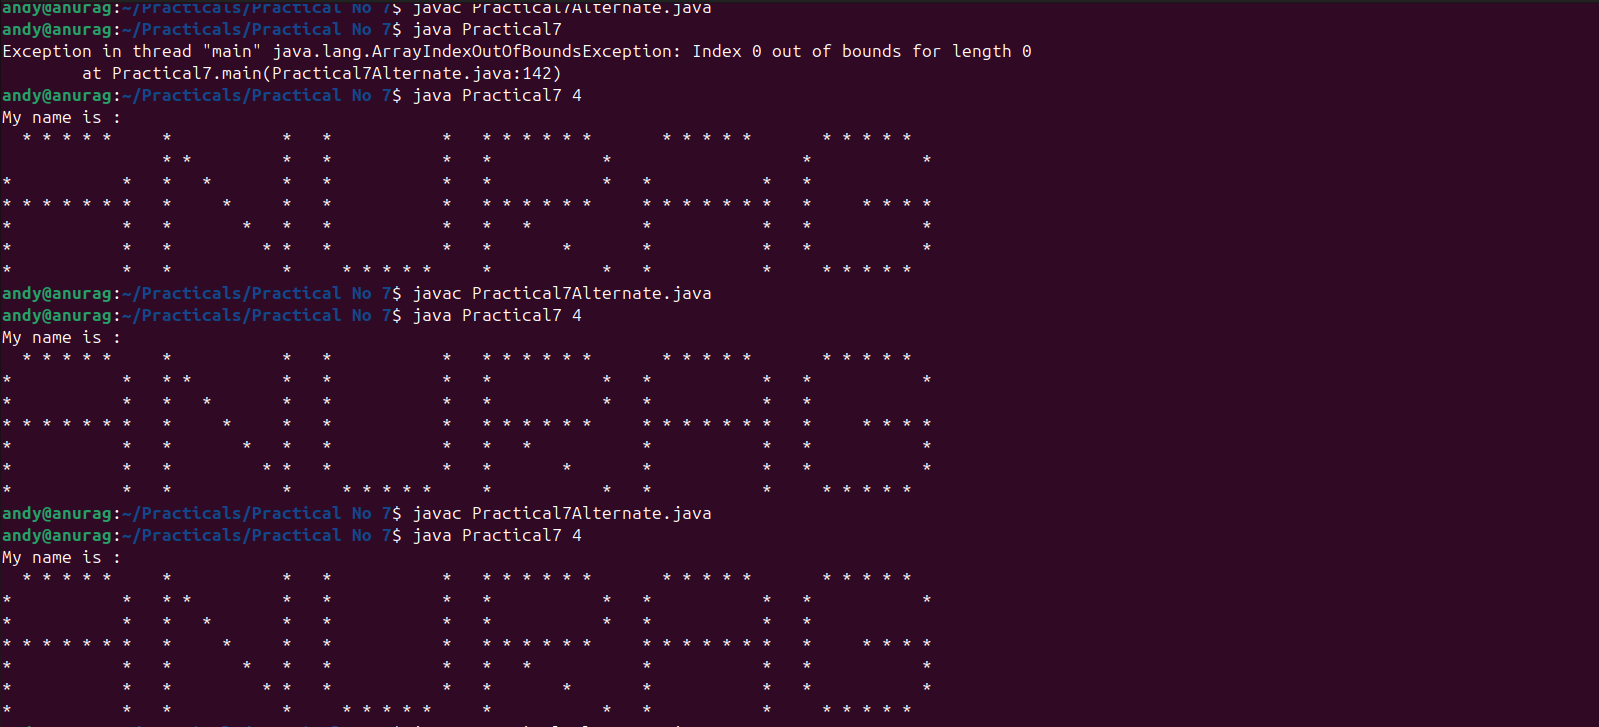 andy@anurag:~/Practicals/Practical No 7$ javac Practical7Alternate.java
andy@anurag:~/Practicals/Practical No 7$ java Practical7
Exception in thread "main" java.lang.ArrayIndexOutOfBoundsException: Index 0 out of bounds for length 0
        at Practical7.main(Practical7Alternate.java:142)
andy@anurag:~/Practicals/Practical No 7$ java Practical7 4
My name is :
  * * * * *     *           *   *           *   * * * * * *       * * * * *       * * * * *
                * *         *   *           *   *           *                   *           *
*           *   *   *       *   *           *   *           *   *           *   *
* * * * * * *   *     *     *   *           *   * * * * * *     * * * * * * *   *     * * * *
*           *   *       *   *   *           *   *   *           *           *   *           *
*           *   *         * *   *           *   *       *       *           *   *           *
*           *   *           *     * * * * *     *           *   *           *     * * * * *
andy@anurag:~/Practicals/Practical No 7$ javac Practical7Alternate.java
andy@anurag:~/Practicals/Practical No 7$ java Practical7 4
My name is :
  * * * * *     *           *   *           *   * * * * * *       * * * * *       * * * * *
*           *   * *         *   *           *   *           *   *           *   *           *
*           *   *   *       *   *           *   *           *   *           *   *
* * * * * * *   *     *     *   *           *   * * * * * *     * * * * * * *   *     * * * *
*           *   *       *   *   *           *   *   *           *           *   *           *
*           *   *         * *   *           *   *       *       *           *   *           *
*           *   *           *     * * * * *     *           *   *           *     * * * * *
andy@anurag:~/Practicals/Practical No 7$ javac Practical7Alternate.java
andy@anurag:~/Practicals/Practical No 7$ java Practical7 4
My name is :
  * * * * *     *           *   *           *   * * * * * *       * * * * *       * * * * *
*           *   * *         *   *           *   *           *   *           *   *           *
*           *   *   *       *   *           *   *           *   *           *   *
* * * * * * *   *     *     *   *           *   * * * * * *     * * * * * * *   *     * * * *
*           *   *       *   *   *           *   *   *           *           *   *           *
*           *   *         * *   *           *   *       *       *           *   *           *
*           *   *           *     * * * * *     *           *   *           *     * * * * *